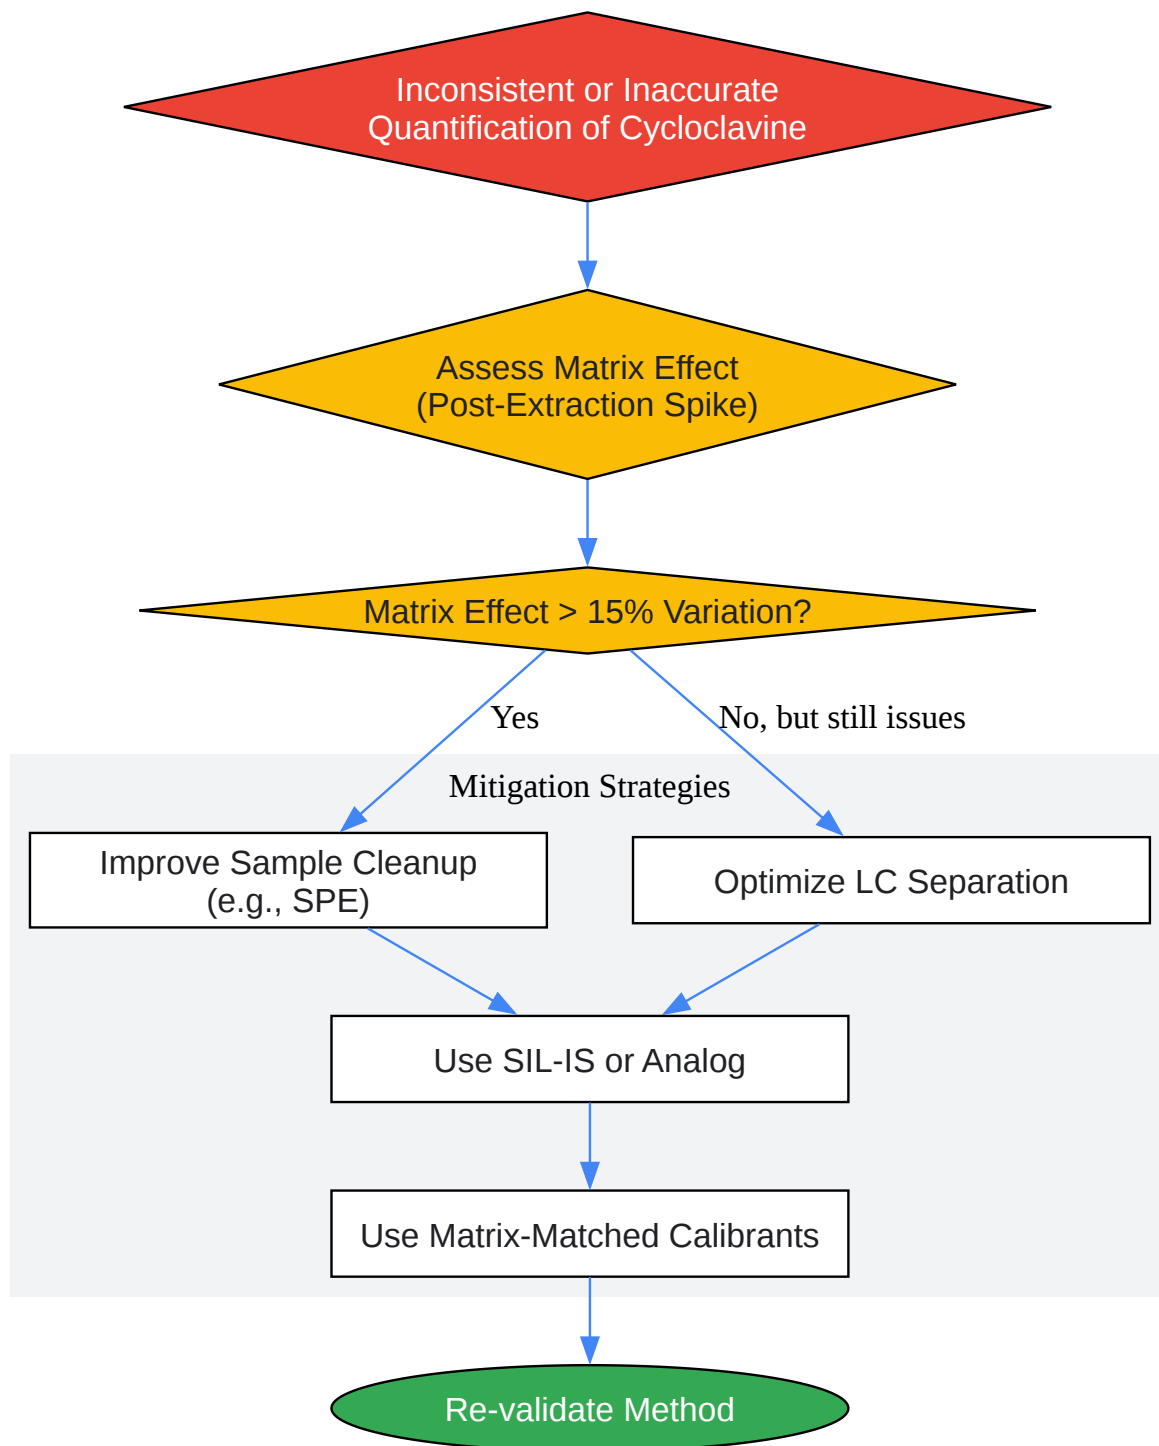 Inconsistent or Inaccurate
Quantification of Cycloclavine
Assess Matrix Effect
(Post-Extraction Spike)
Matrix Effect > 15% Variation?
Yes
No, but still issues
Mitigation Strategies
Improve Sample Cleanup
(e.g., SPE)
Optimize LC Separation
Use SIL-IS or Analog
Use Matrix-Matched Calibrants
Re-validate Method